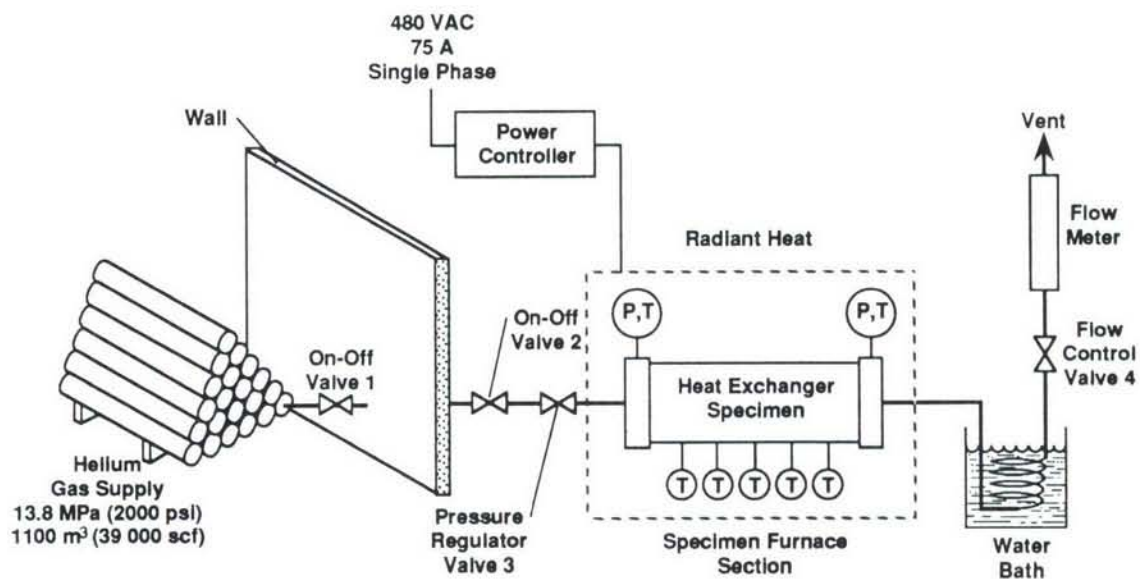 480 VAC
75 A
Single Phase
Wall
Power
Controller
Vent
Flow
Meter
Radiant Heat
P,T
P,T
On-Off
Valve 2
On-Off
Valve 1
Flow
Control
Valve 4
Heat Exchanger
Specimen
T
T
T
T
T
Helium
Gas Supply
13.8 MPa (2000 psi)
1100 m³ (39 000 scf)
Pressure
Regulator
Valve 3
Specimen Furnace
Section
Water
Bath